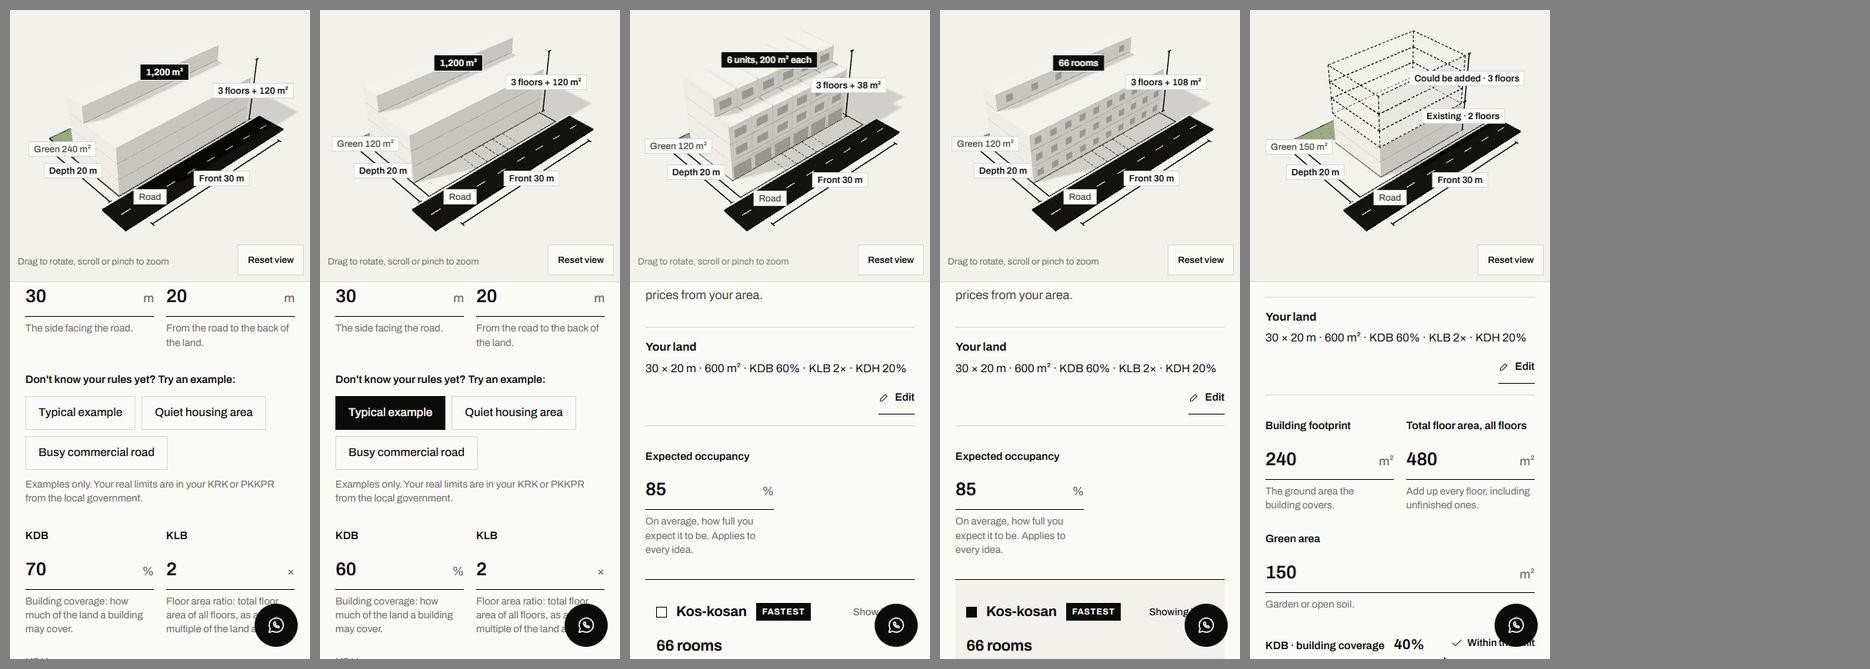 1,200 m²
3 floors + 120 m²
Green 240 m²
Depth 20 m
Front 30 m
Road
Drag to rotate, scroll or pinch to zoom
Reset view
30 m 20 m
The side facing the road.
From the road to the back of
the land.
Don't know your rules yet? Try an example:
Typical example
Quiet housing area
Busy commercial road
Examples only. Your real limits are in your KRK or PKKPR
from the local government.
KDB
KLB
70 %
2 ×
Building coverage: how
much of the land a building
may cover.
Floor area ratio: total floor
area of all floors, as a
multiple of the land
1,200 m²
3 floors + 120 m²
Green 120 m²
Depth 20 m
Front 30 m
Road
Drag to rotate, scroll or pinch to zoom
Reset view
30 m 20 m
The side facing the road.
From the road to the back of
the land.
Don't know your rules yet? Try an example:
Typical example
Quiet housing area
Busy commercial road
Examples only. Your real limits are in your KRK or PKKPR
from the local government.
KDB
KLB
60 %
2 ×
Building coverage: how
much of the land a building
may cover.
Floor area ratio: total floor
area of all floors, as a
multiple of the land
6 units, 200 m² each
3 floors + 38 m²
Green 120 m²
Depth 20 m
Front 30 m
Road
Drag to rotate, scroll or pinch to zoom
Reset view
prices from your area.
Your land
30 × 20 m · 600 m² · KDB 60% · KLB 2× · KDH 20%
Edit
Expected occupancy
85 %
On average, how full you
expect it to be. Applies to
every idea.
Kos-kosan FASTEST
66 rooms
66 rooms
3 floors + 108 m²
Green 120 m²
Depth 20 m
Front 30 m
Road
Drag to rotate, scroll or pinch to zoom
Reset view
prices from your area.
Your land
30 × 20 m · 600 m² · KDB 60% · KLB 2× · KDH 20%
Edit
Expected occupancy
85 %
On average, how full you
expect it to be. Applies to
every idea.
Kos-kosan FASTEST Showing
66 rooms
Could be added · 3 floors
Existing · 2 floors
Green 150 m²
Depth 20 m
Front 30 m
Road
Reset view
Your land
30 × 20 m · 600 m² · KDB 60% · KLB 2× · KDH 20%
Edit
Building footprint
Total floor area, all floors
240 m²
480 m²
The ground area the
building covers.
Add up every floor, including
unfinished ones.
Green area
150 m²
Garden or open soil.
KDB · building coverage 40% Within